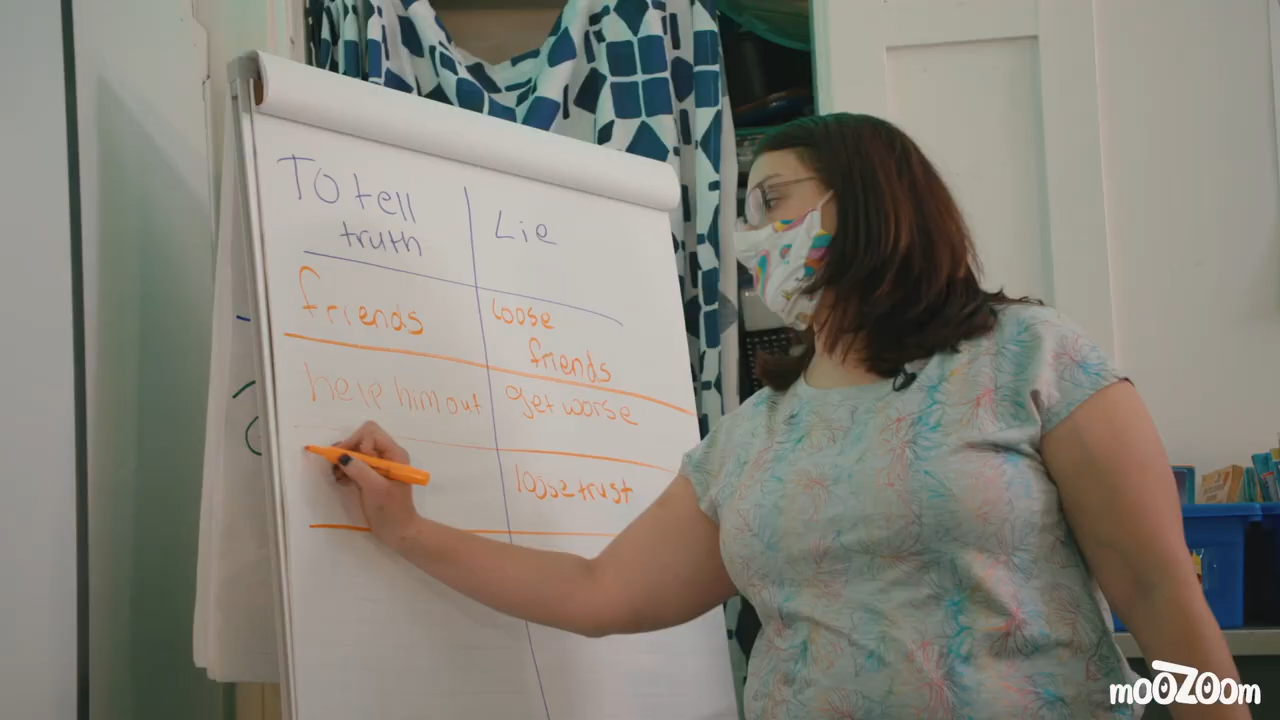 To tell
truth
Lie
friends
loose
friends
help him out
get worse
loose trust
mooZoom